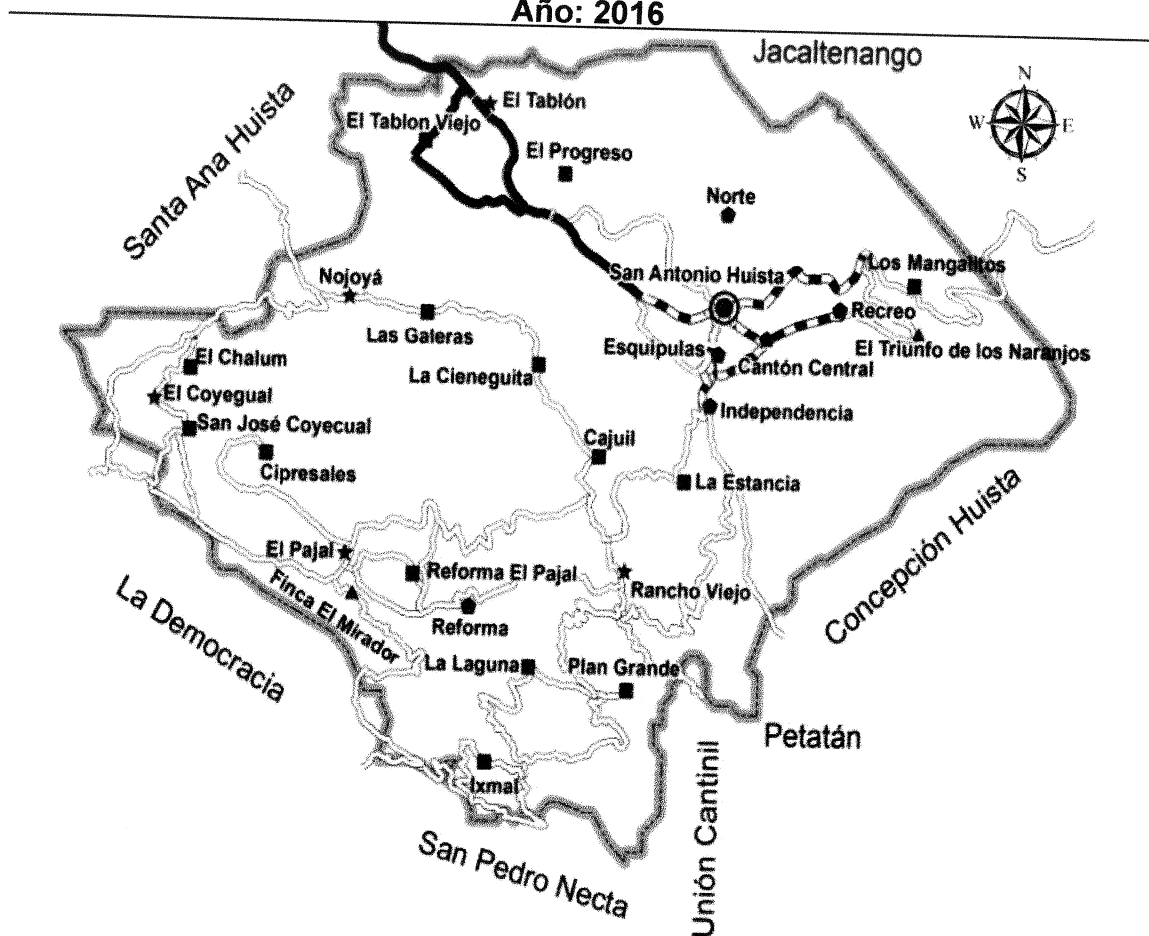 Año: 2016
Jacaltenango
N
W E
S
Santa Ana Huista
El Tablón
El Tablon Viejo
El Progreso
Norte
San Antonio Huista
Los Mangalitos
Nojoyá
Recreo
Las Galeras
Esquipulas
El Triunfo de los Naranjos
El Chalum
La Cieneguita
Cantón Central
El Coyegual
Independencia
San José Coyecual
Cajuil
Cipresales
La Estancia
Concepción Huista
El Pajal
Reforma El Pajal
Finca El Mirador
Rancho Viejo
La Democracia
Reforma
La Laguna
Plan Grande
Petatán
Ixmal
Unión Cantinil
San Pedro Necta